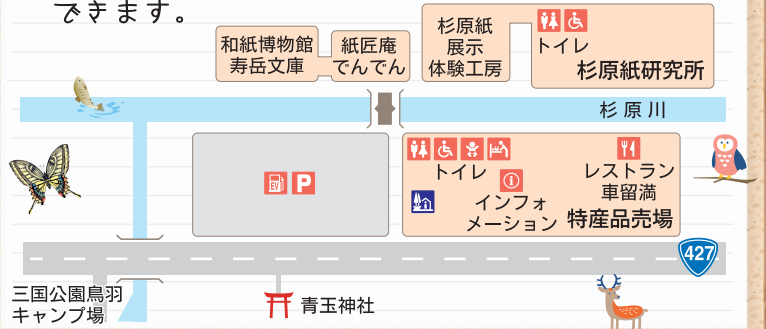 できます。
和紙博物館
寿岳文庫
紙匠庵
でんでん
杉原紙
展示
体験工房
トイレ
杉原紙研究所
杉原川
EV
P
トイレ
インフォ
メーション
レストラン
車留満
特産品売場
427
三国公園鳥羽
キャンプ場
青玉神社